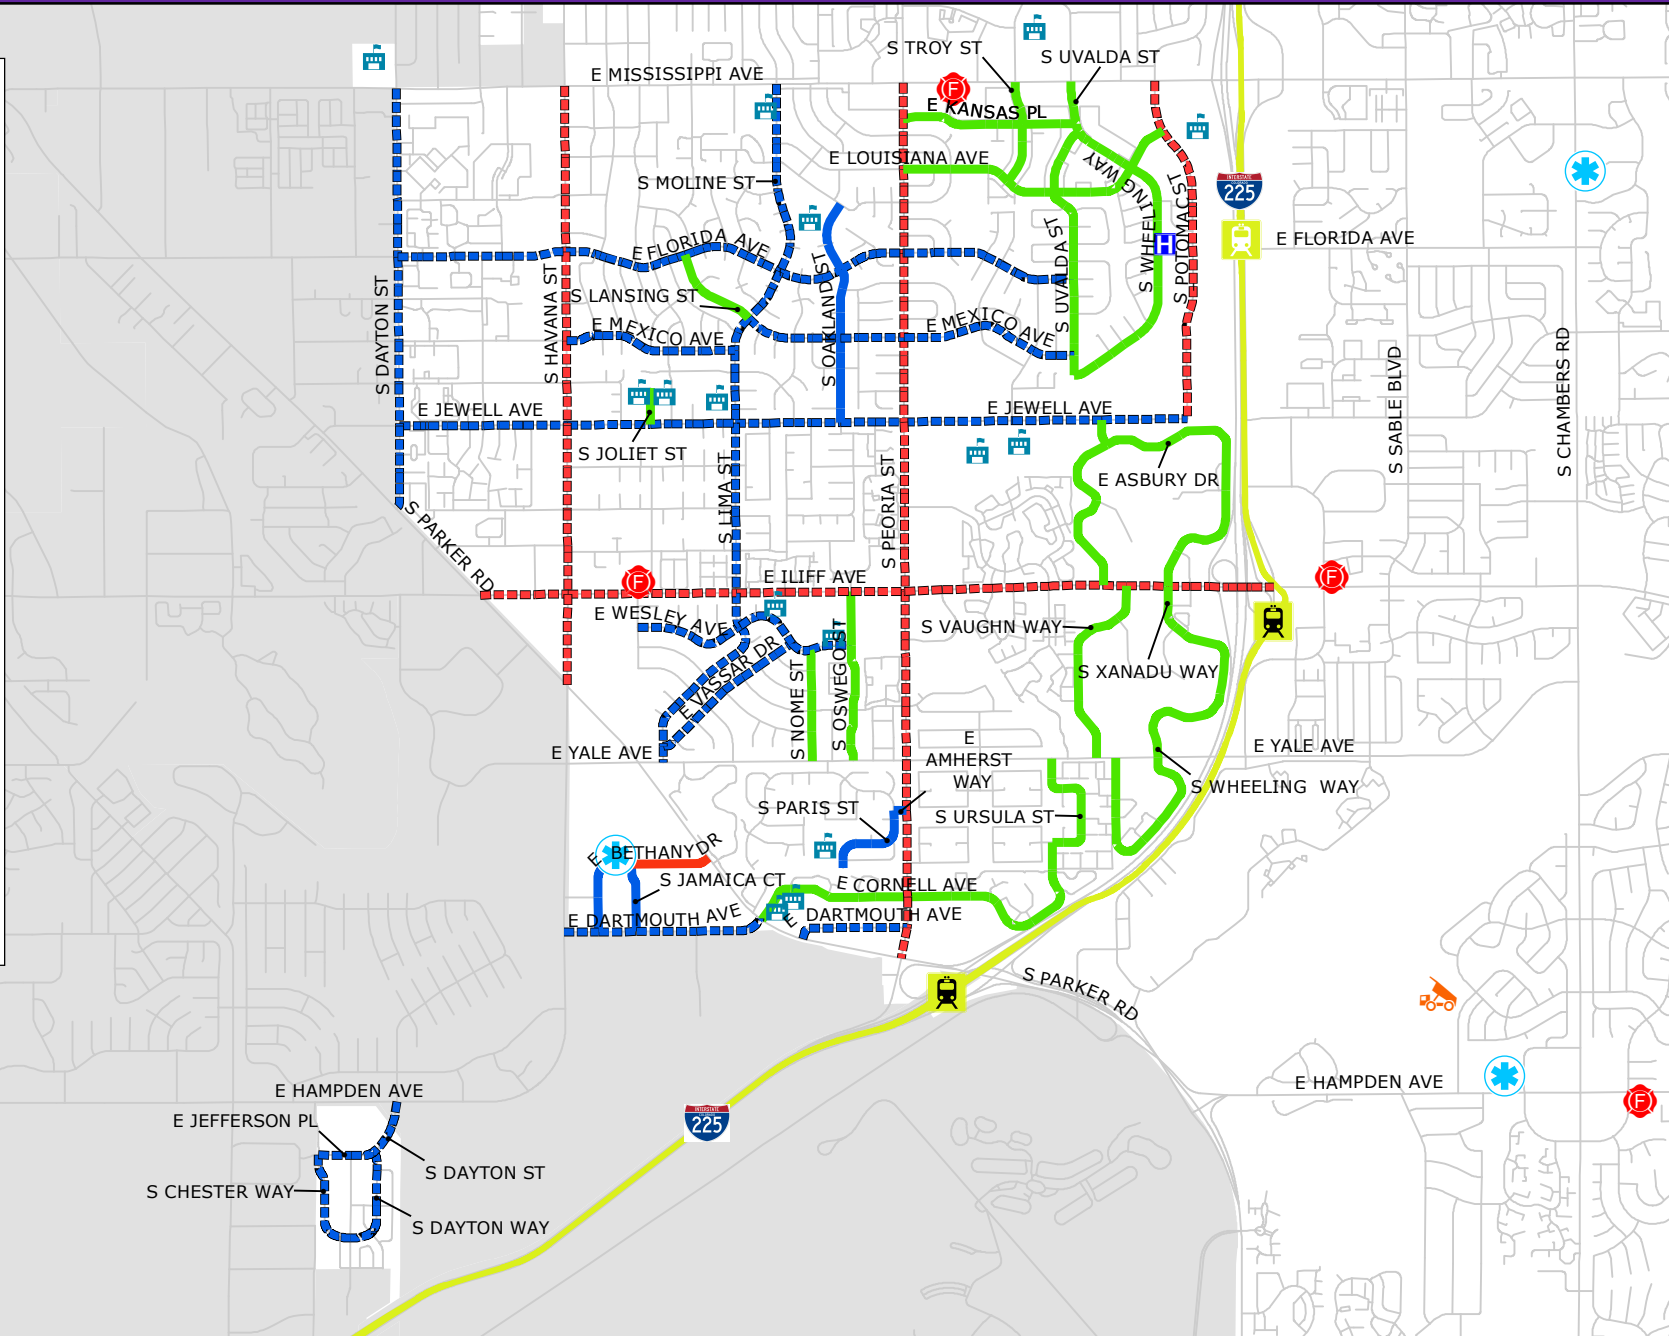 S TROY ST
S UVALDA ST
E MISSISSIPPI AVE
F
E KANSAS PL
E LOUISIANA AVE
S WHEELING WAY
S MOLINE ST
S POTOMAC ST
INTERSTATE
225
E FLORIDA AVE
E FLORIDA AVE
H
S UVALDA ST
S WHEELING
S OAKLAND ST
S DAYTON ST
S HAVANA ST
S LANSING ST
E MEXICO AVE
E MEXICO AVE
S SABLE BLVD
S CHAMBERS RD
E JEWELL AVE
E JEWELL AVE
S JOLIET ST
S LIMA ST
S PEORIA ST
E ASBURY DR
S PARKER RD
E ILIFF AVE
F
F
E WESLEY AVE
S VAUGHN WAY
E VASSAR DR
S NOME ST
S OSWEGO ST
S XANADU WAY
E YALE AVE
E
AMHERST
WAY
E YALE AVE
S WHEELING WAY
S PARIS ST
S URSULA ST
E BETHANY DR
S JAMAICA CT
E CORNELL AVE
E DARTMOUTH AVE
E DARTMOUTH AVE
S PARKER RD
E HAMPDEN AVE
E HAMPDEN AVE
F
E JEFFERSON PL
INTERSTATE
225
S DAYTON ST
S CHESTER WAY
S DAYTON WAY